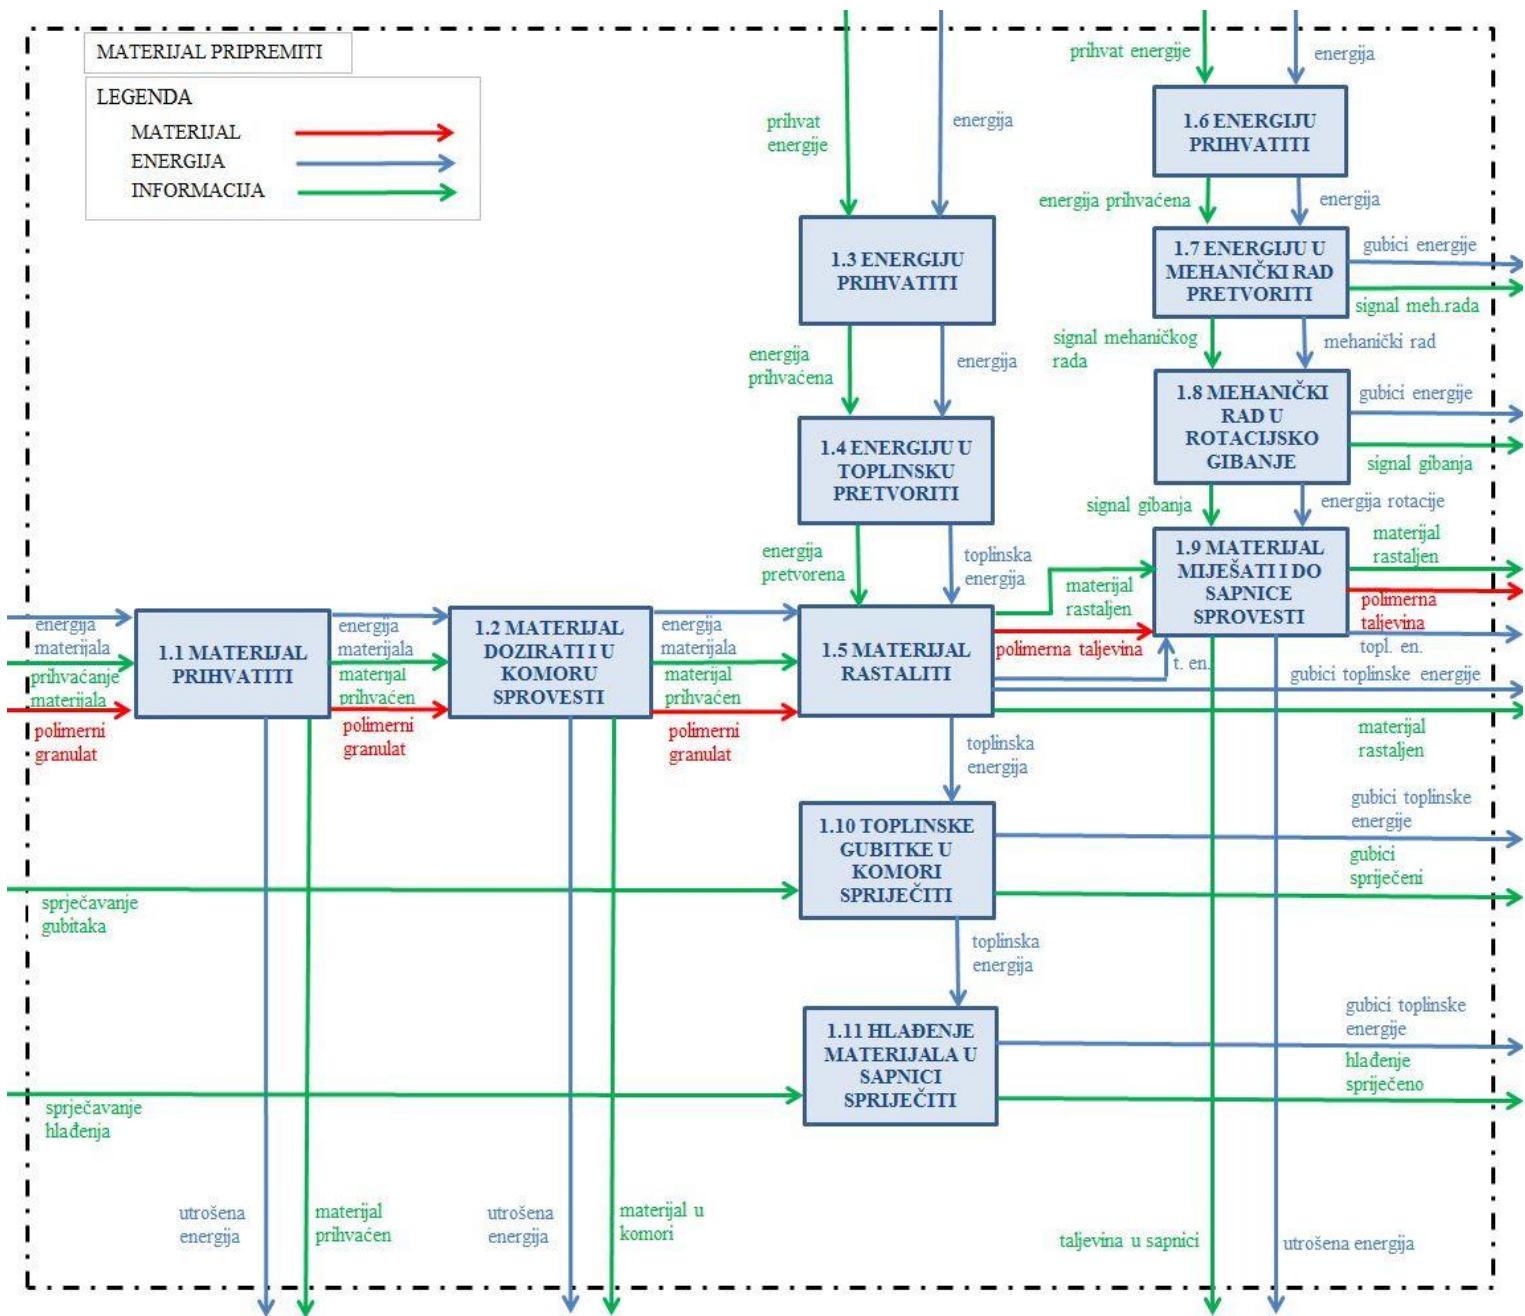 MATERIJAL PRIPREMITI
LEGENDA
MATERIJAL
ENERGIJA
INFORMACIJA
prihvat energije
energija
prihvat
energije
energija
1.6 ENERGIJU
PRIHVATITI
energija prihvaćena
energija
1.3 ENERGIJU
PRIHVATITI
1.7 ENERGIJU U
MEHANIČKI RAD
PRETVORITI
gubici energije
signal meh.rada
energija
prihvaćena
energija
signal mehaničkog
rada
mehanički rad
1.8 MEHANIČKI
RAD U
ROTACIJSKO
GIBANJE
gubici energije
signal gibanja
1.4 ENERGIJU U
TOPLINSKU
PRETVORITI
signal gibanja
energija rotacije
energija
pretvorena
toplinska
energija
1.9 MATERIJAL
MIJEŠATI I DO
SAPNICE
SPROVESTI
materijal
rastaljen
polimerna
taljevina
topl. en.
energija
materijala
prihvaćanje
materijala
polimerni
granulat
1.1 MATERIJAL
PRIHVATITI
energija
materijala
materijal
prihvaćen
polimerni
granulat
1.2 MATERIJAL
DOZIRATI I U
KOMORU
SPROVESTI
energija
materijala
materijal
prihvaćen
polimerni
granulat
1.5 MATERIJAL
RASTALITI
materijal
rastaljen
polimerna taljevina
t. en.
gubici toplinske energije
materijal
rastaljen
toplinska
energija
1.10 TOPLINSKE
GUBITKE U
KOMORI
SPRIJEČITI
gubici toplinske
energije
gubici
spriječeni
sprječavanje
gubitaka
toplinska
energija
1.11 HLAĐENJE
MATERIJALA U
SAPNICI
SPRIJEČITI
gubici toplinske
energije
hlađenje
spriječeno
sprječavanje
hlađenja
utrošena
energija
materijal
prihvaćen
utrošena
energija
materijal u
komori
taljevina u sapnici
utrošena energija